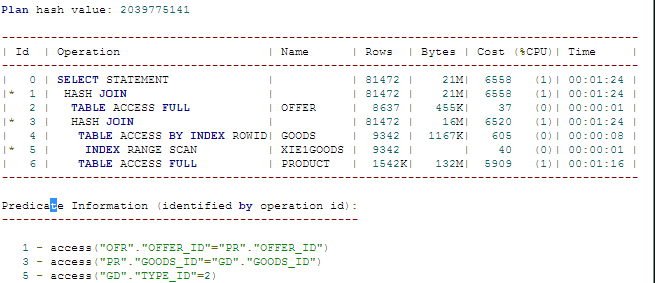 Plan hash value: 2039775141
--------------------------------------------------------------------------------------------
| Id  | Operation                    | Name      | Rows  | Bytes | Cost (%CPU)| Time     |
--------------------------------------------------------------------------------------------
|   0 | SELECT STATEMENT             |           | 81472 |    21M|  6558   (1)| 00:01:24 |
|*  1 |  HASH JOIN                   |           | 81472 |    21M|  6558   (1)| 00:01:24 |
|   2 |   TABLE ACCESS FULL          | OFFER     |  8637 |   455K|    37   (0)| 00:00:01 |
|*  3 |   HASH JOIN                  |           | 81472 |    16M|  6520   (1)| 00:01:24 |
|   4 |    TABLE ACCESS BY INDEX ROWID| GOODS     |  9342 |  1167K|   605   (0)| 00:00:08 |
|*  5 |     INDEX RANGE SCAN         | XIE1GOODS |  9342 |       |    40   (0)| 00:00:01 |
|   6 |    TABLE ACCESS FULL         | PRODUCT   |  1542K|   132M|  5909   (1)| 00:01:16 |
--------------------------------------------------------------------------------------------
Predicate Information (identified by operation id):
---------------------------------------------------
1 - access("OFR"."OFFER_ID"="PR"."OFFER_ID")
3 - access("PR"."GOODS_ID"="GD"."GOODS_ID")
5 - access("GD"."TYPE_ID"=2)